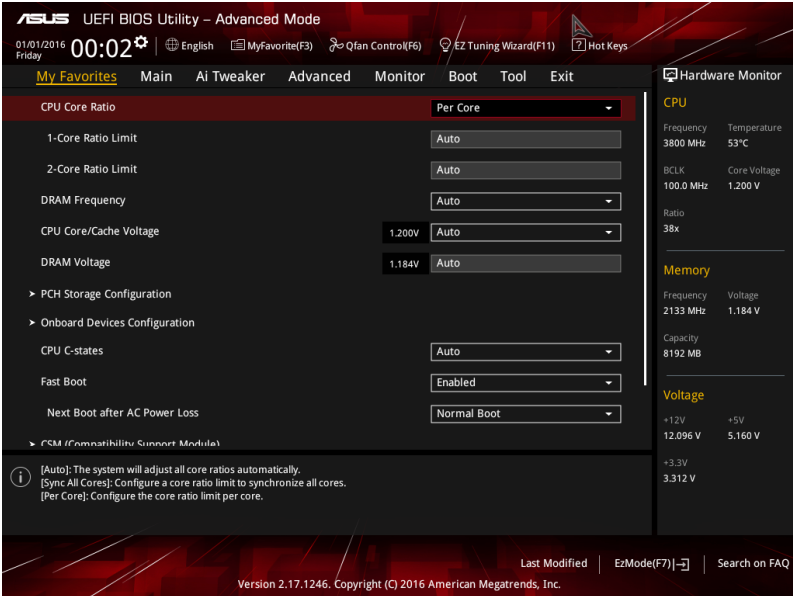 ASUS UEFI BIOS Utility – Advanced Mode
01/01/2016
Friday
00:02
English
MyFavorite(F3)
Qfan Control(F6)
EZ Tuning Wizard(F11)
? Hot Keys
My Favorites Main Ai Tweaker Advanced Monitor Boot Tool Exit
CPU Core Ratio Per Core
1-Core Ratio Limit Auto
2-Core Ratio Limit Auto
DRAM Frequency Auto
CPU Core/Cache Voltage 1.200V Auto
DRAM Voltage 1.184V Auto
> PCH Storage Configuration
> Onboard Devices Configuration
CPU C-states Auto
Fast Boot Enabled
Next Boot after AC Power Loss Normal Boot
> CSM (Compatibility Support Module)
[Auto]: The system will adjust all core ratios automatically.
[Sync All Cores]: Configure a core ratio limit to synchronize all cores.
[Per Core]: Configure the core ratio limit per core.
Hardware Monitor
CPU
Frequency Temperature
3800 MHz 53°C
BCLK Core Voltage
100.0 MHz 1.200 V
Ratio
38x
Memory
Frequency Voltage
2133 MHz 1.184 V
Capacity
8192 MB
Voltage
+12V +5V
12.096 V 5.160 V
+3.3V
3.312 V
Last Modified EzMode(F7) Search on FAQ
Version 2.17.1246. Copyright (C) 2016 American Megatrends, Inc.